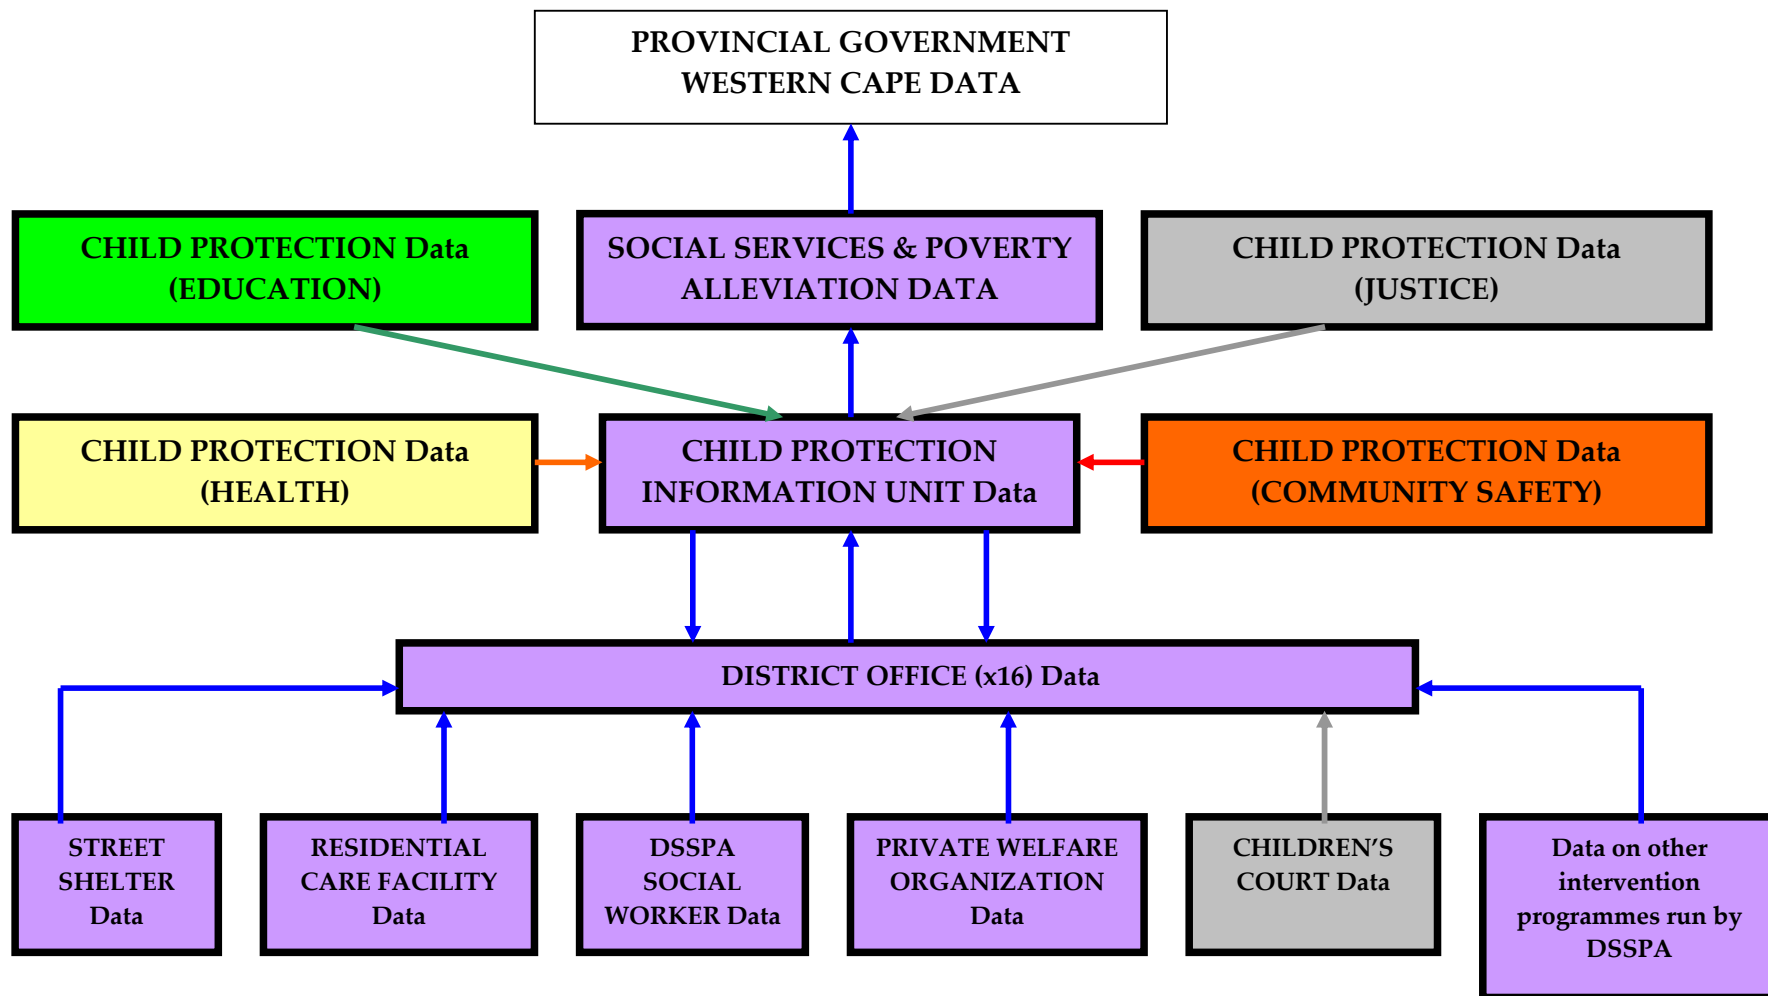 PROVINCIAL GOVERNMENT
WESTERN CAPE DATA
CHILD PROTECTION Data
(EDUCATION)
SOCIAL SERVICES & POVERTY
ALLEVIATION DATA
CHILD PROTECTION Data
(JUSTICE)
CHILD PROTECTION Data
(HEALTH)
CHILD PROTECTION
INFORMATION UNIT Data
CHILD PROTECTION Data
(COMMUNITY SAFETY)
DISTRICT OFFICE (x16) Data
STREET
SHELTER
Data
RESIDENTIAL
CARE FACILITY
Data
DSSPA
SOCIAL
WORKER Data
PRIVATE WELFARE
ORGANIZATION
Data
CHILDREN’S
COURT Data
Data on other
intervention
programmes run by
DSSPA